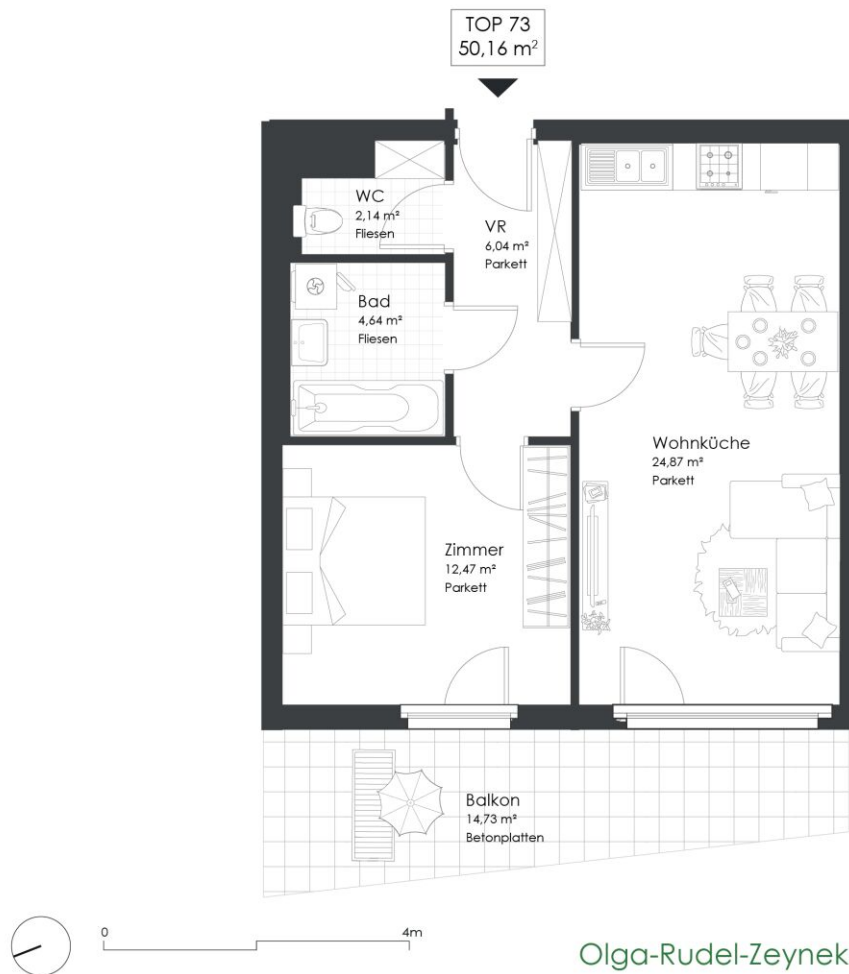 TOP 73
50,16 m²
WC
2,14 m²
Fliesen
VR
6,04 m²
Parkett
Bad
4,64 m²
Fliesen
Wohnküche
24,87 m²
Parkett
Zimmer
12,47 m²
Parkett
Balkon
14,73 m²
Betonplatten
0
4m
Olga-Rudel-Zeynek